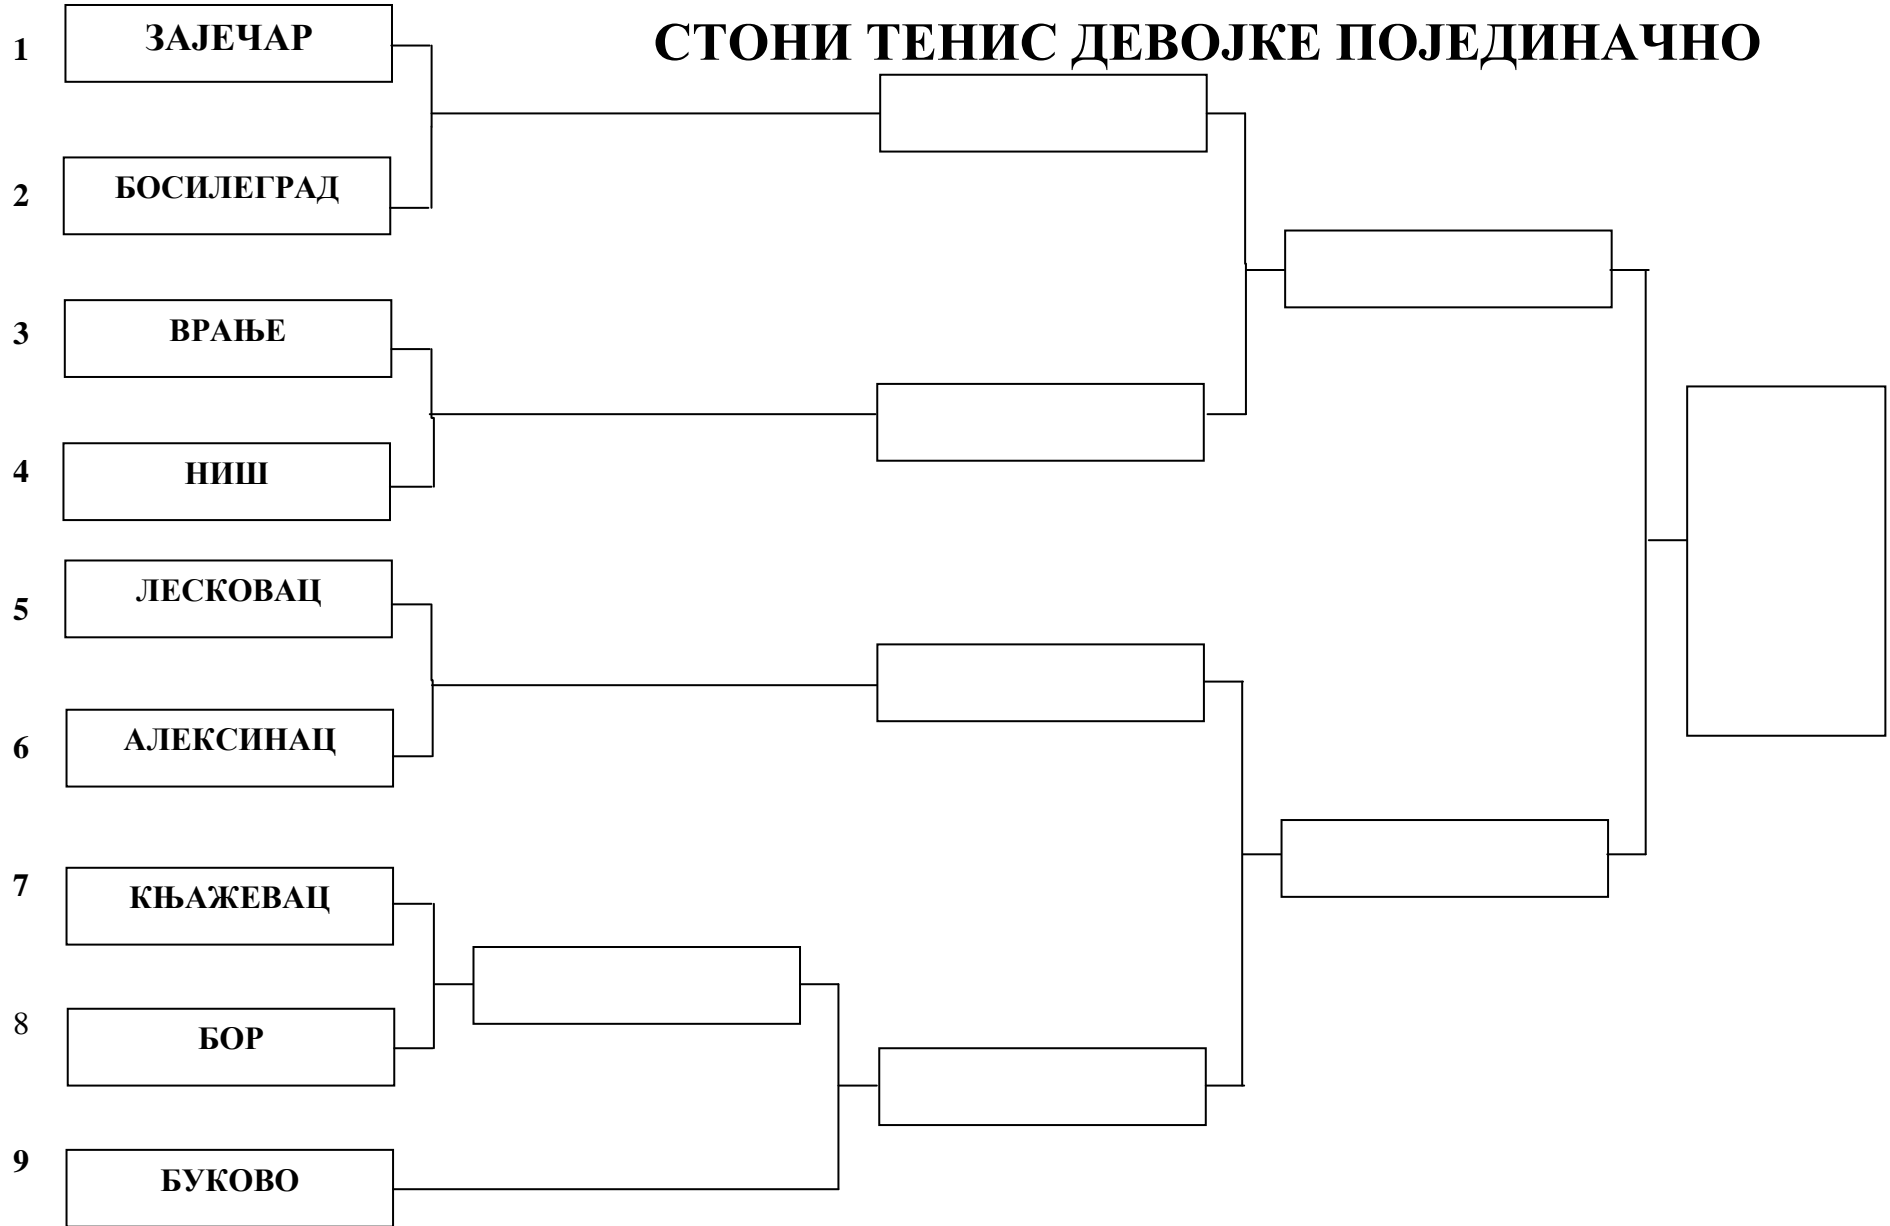 СТОНИ ТЕНИС ДЕВОЈКЕ ПОЈЕДИНАЧНО
1 ЗАЈЕЧАР
2 БОСИЛЕГРАД
3 ВРАЊЕ
4 НИШ
5 ЛЕСКОВАЦ
6 АЛЕКСИНАЦ
7 КЊАЖЕВАЦ
8 БОР
9 БУКОВО